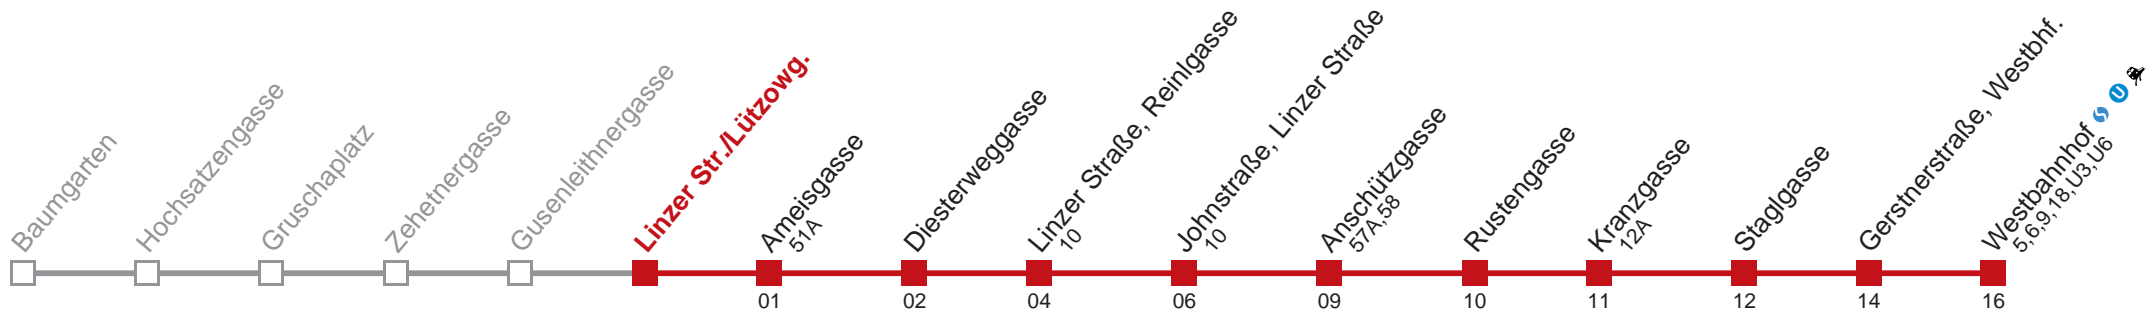 Baumgarten
Hochsatzengasse
Gruschaplatz
Zehetnergasse
Gusenleithnergasse
Linzer Str./Lützowg.
Ameisgasse
51A
Diesterweggasse
Linzer Straße, Reinlgasse
10
Johnstraße, Linzer Straße
10
Anschützgasse
57A,58
Rustengasse
Kranzgasse
12A
Staglgasse
Gerstnerstraße, Westbhf.
Westbahnhof S U
5,6,9,18,U3,U6
01 02 04 06 09 10 11 12 14 16